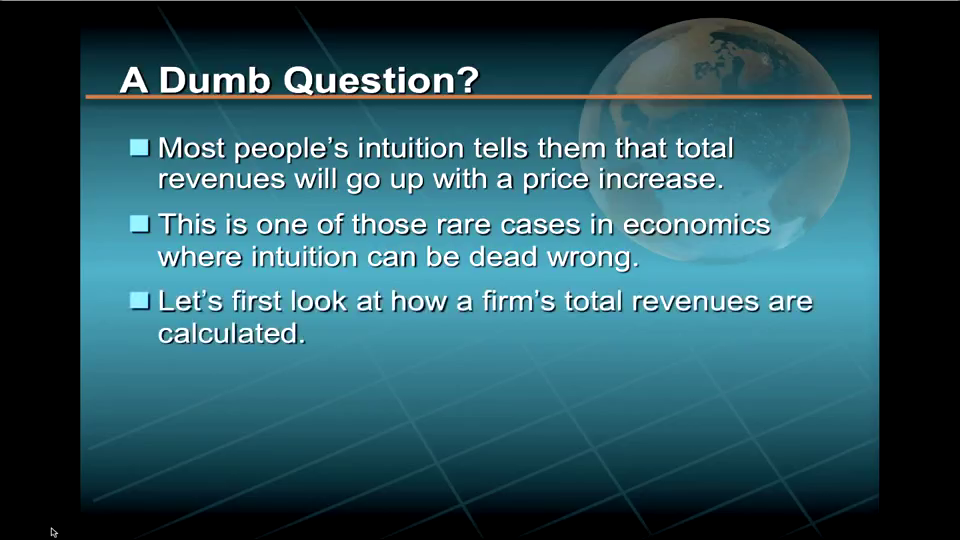 A Dumb Question?
Most people’s intuition tells them that total
revenues will go up with a price increase.
This is one of those rare cases in economics
where intuition can be dead wrong.
Let’s first look at how a firm’s total revenues are
calculated.